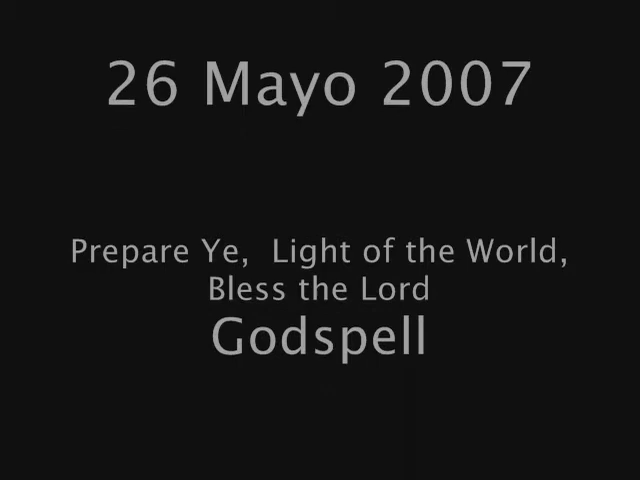 26 Mayo 2007
Prepare Ye, Light of the World,
Bless the Lord
Godspell